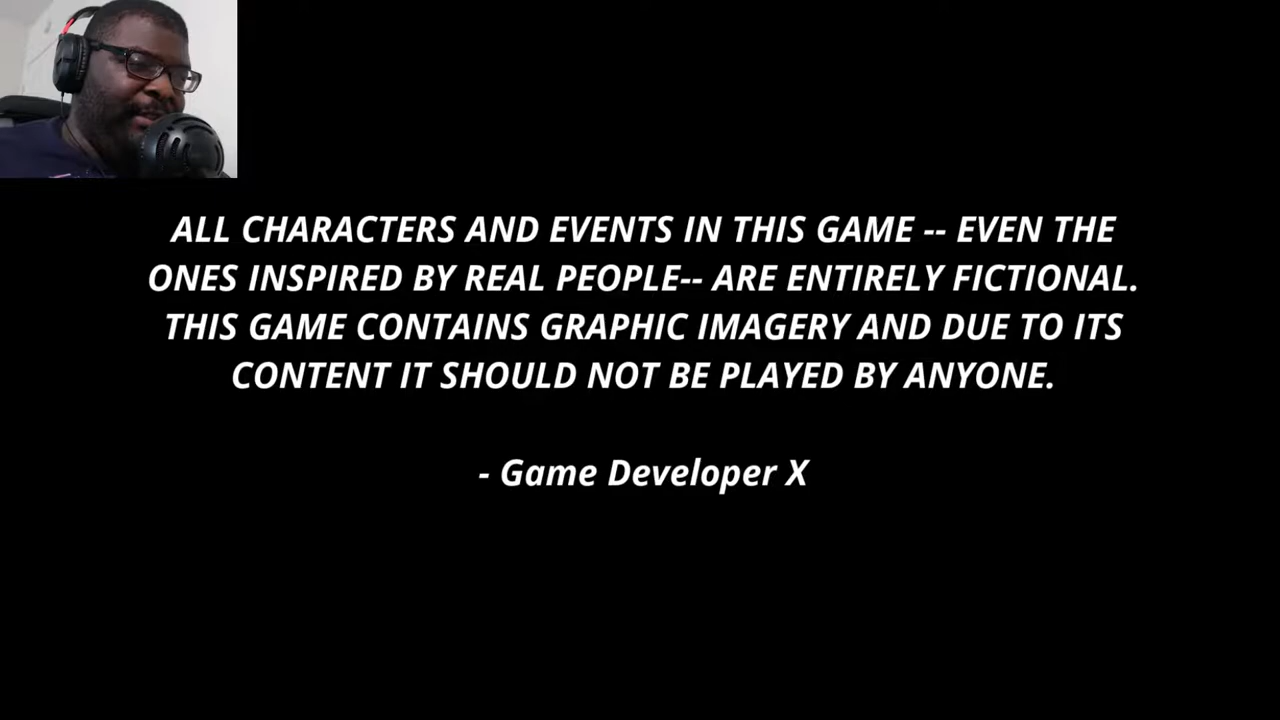 ALL CHARACTERS AND EVENTS IN THIS GAME -- EVEN THE
ONES INSPIRED BY REAL PEOPLE-- ARE ENTIRELY FICTIONAL.
THIS GAME CONTAINS GRAPHIC IMAGERY AND DUE TO ITS
CONTENT IT SHOULD NOT BE PLAYED BY ANYONE.
- Game Developer X